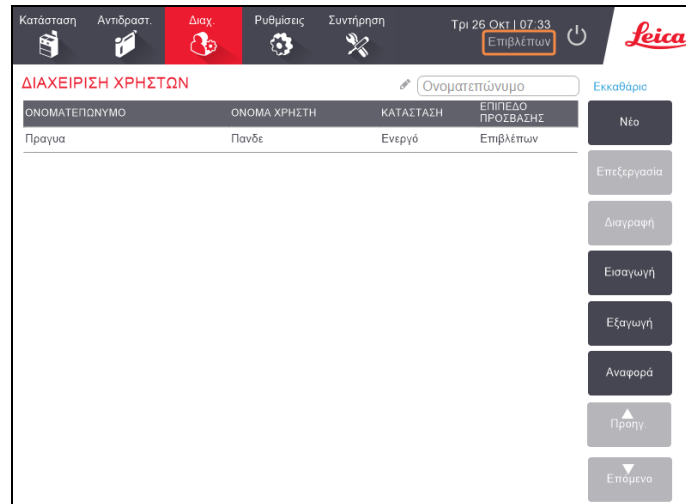 Κατάσταση Αντιδραστ. Διαχ. Ρυθμίσεις Συντήρηση Τρι 26 Οκτ | 07:33
Επιβλέπων
Leica
ΔΙΑΧΕΙΡΙΣΗ ΧΡΗΣΤΩΝ Ονοματεπώνυμο Εκκαθάρισ
ΟΝΟΜΑΤΕΠΩΝΥΜΟ ΟΝΟΜΑ ΧΡΗΣΤΗ ΚΑΤΑΣΤΑΣΗ ΕΠΙΠΕΔΟ ΠΡΟΣΒΑΣΗΣ
Πραγυα Πανδε Ενεργό Επιβλέπων
Νέο
Επεξεργασία
Διαγραφή
Εισαγωγή
Εξαγωγή
Αναφορά
Προηγ.
Επόμενο